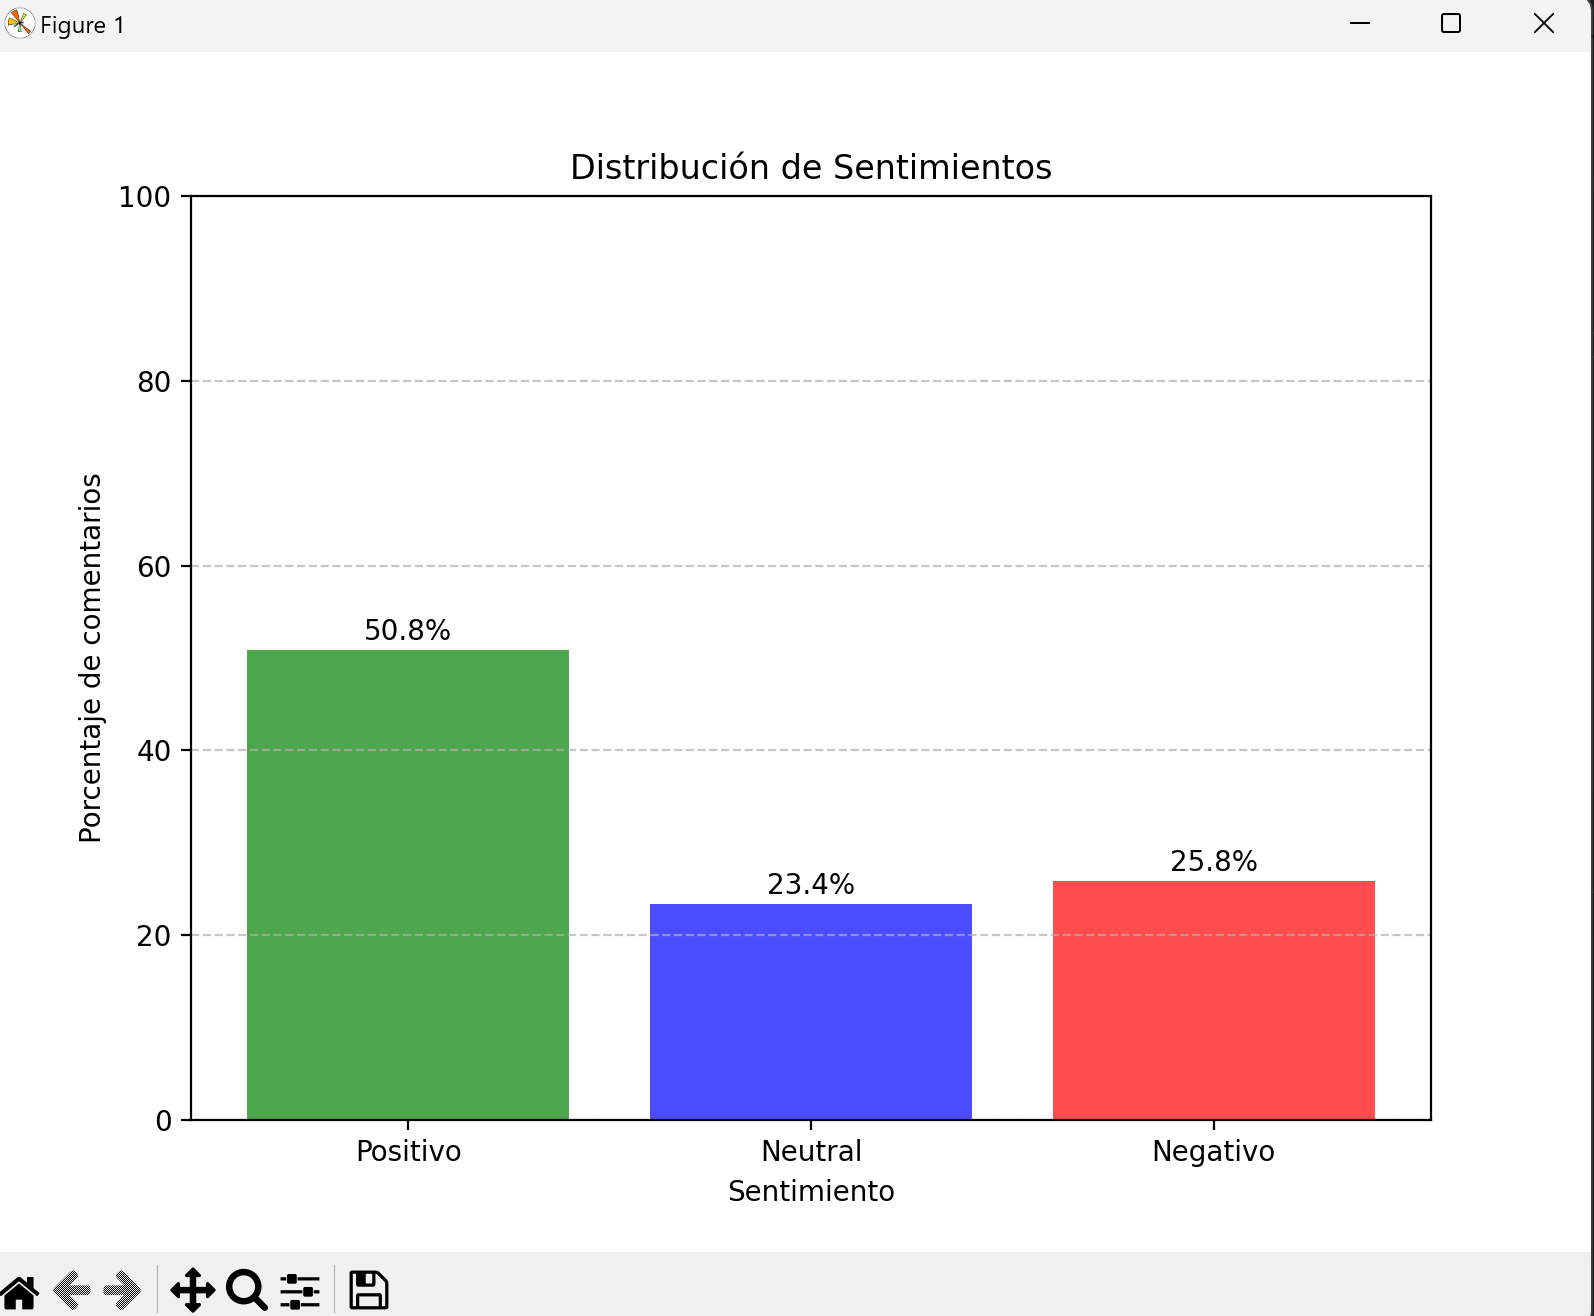 Figure 1
Distribución de Sentimientos
Porcentaje de comentarios
100
80
60
40
20
0
50.8%
23.4%
25.8%
Positivo
Neutral
Negativo
Sentimiento